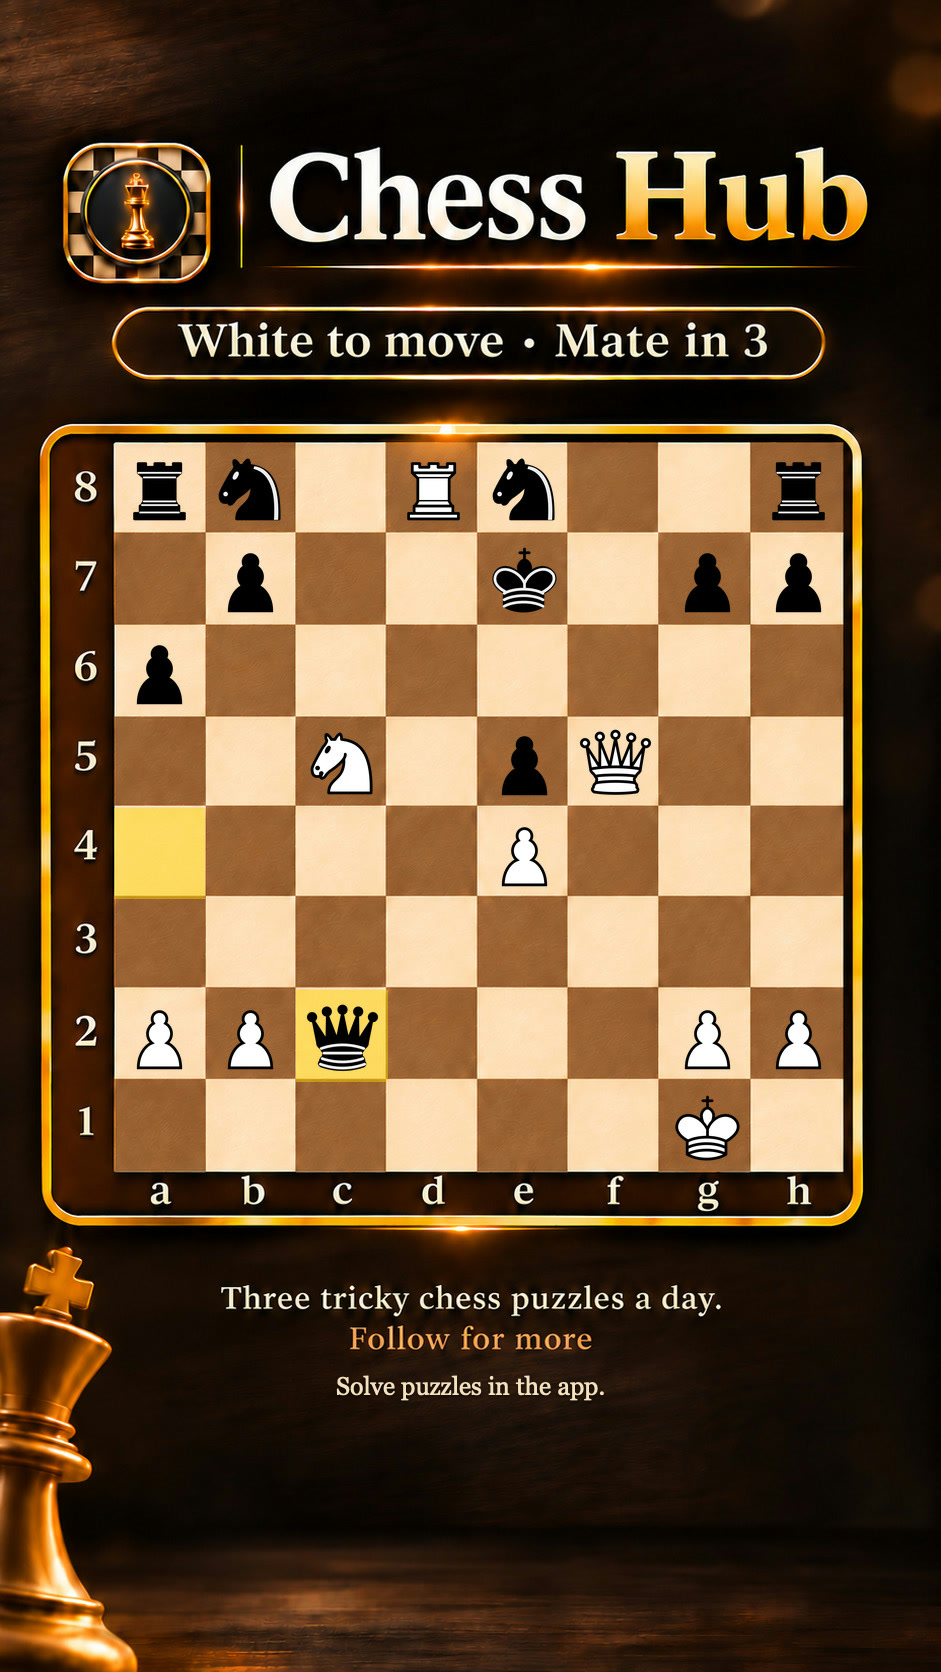 Chess Hub
White to move • Mate in 3
8
7
6
5
4
3
2
1
a b c d e f g h
Three tricky chess puzzles a day.
Follow for more
Solve puzzles in the app.